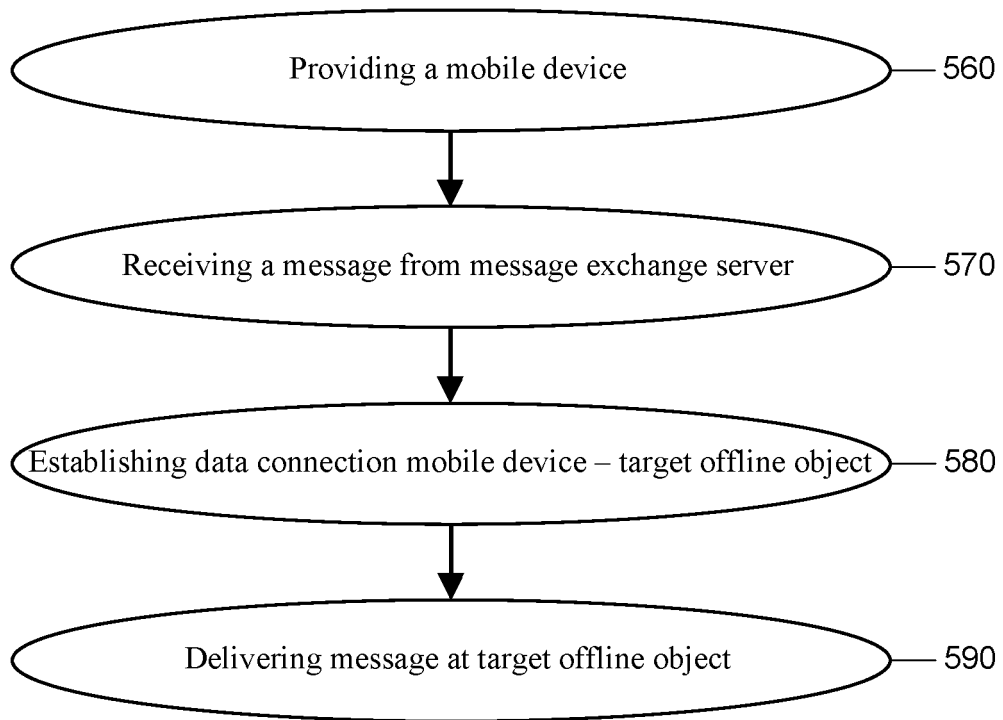 Providing a mobile device
560
Receiving a message from message exchange server
570
Establishing data connection mobile device – target offline object
580
Delivering message at target offline object
590